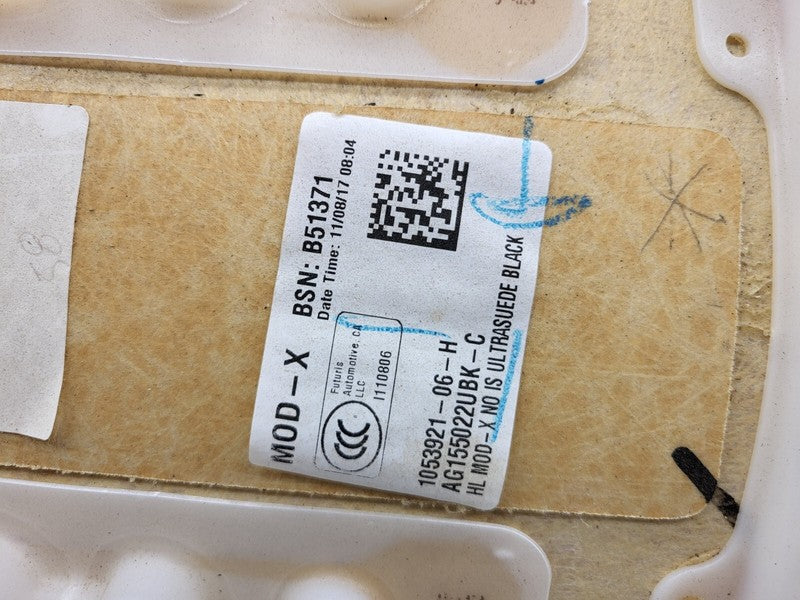 MOD-X
BSN: B51371
Date Time: 11/08/17 08:04
Futuris
Automotive, CA
LLC
I110806
CCC
1053921-06-H
AG155022UBK-C
HL MOD-X NO IS ULTRASUEDE BLACK